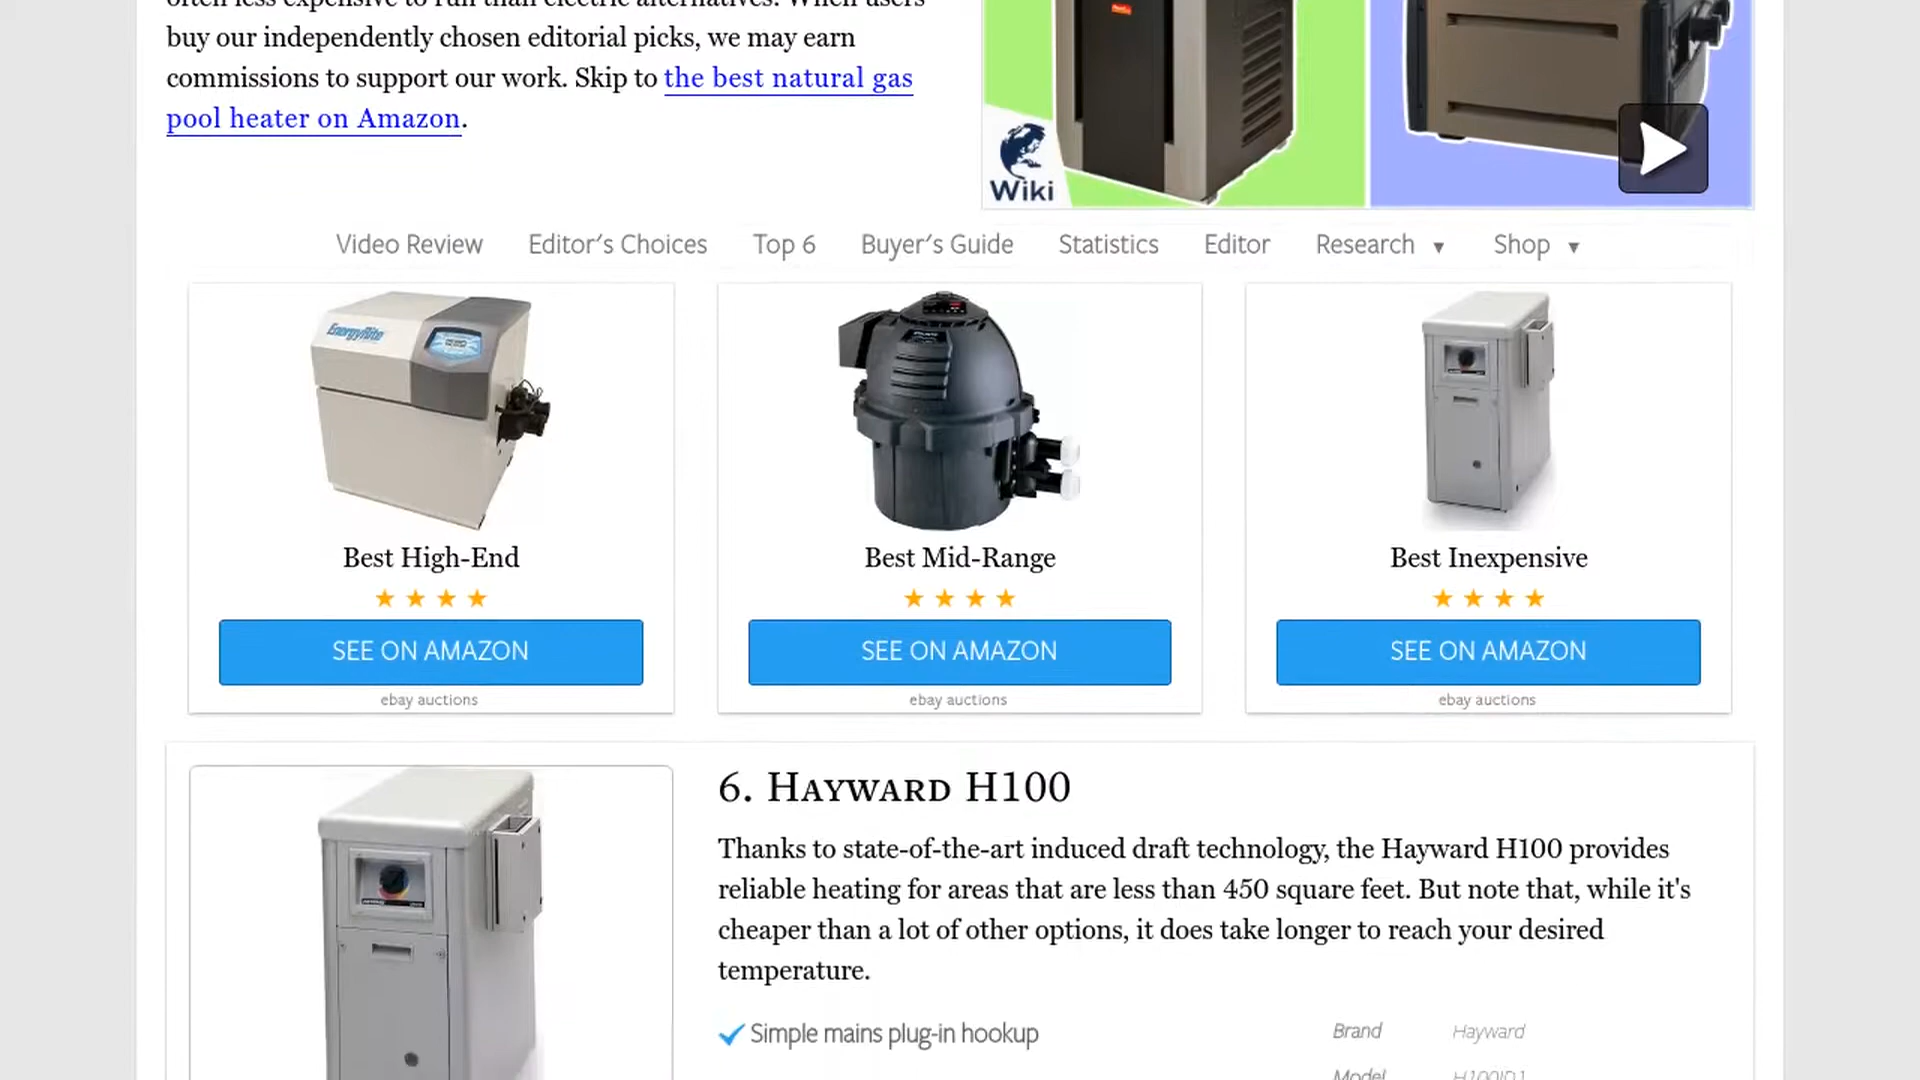 often less expensive to run than electric alternatives. When users
buy our independently chosen editorial picks, we may earn
commissions to support our work. Skip to the best natural gas
pool heater on Amazon.
Wiki
Video Review Editor's Choices Top 6 Buyer's Guide Statistics Editor Research ▼ Shop ▼
EnergyRite
Best High-End
★ ★ ★ ★
SEE ON AMAZON
ebay auctions
Best Mid-Range
★ ★ ★ ★
SEE ON AMAZON
ebay auctions
Best Inexpensive
★ ★ ★ ★
SEE ON AMAZON
ebay auctions
6. Hayward H100
Thanks to state-of-the-art induced draft technology, the Hayward H100 provides
reliable heating for areas that are less than 450 square feet. But note that, while it's
cheaper than a lot of other options, it does take longer to reach your desired
temperature.
Simple mains plug-in hookup
Brand Hayward
Model H100ID1